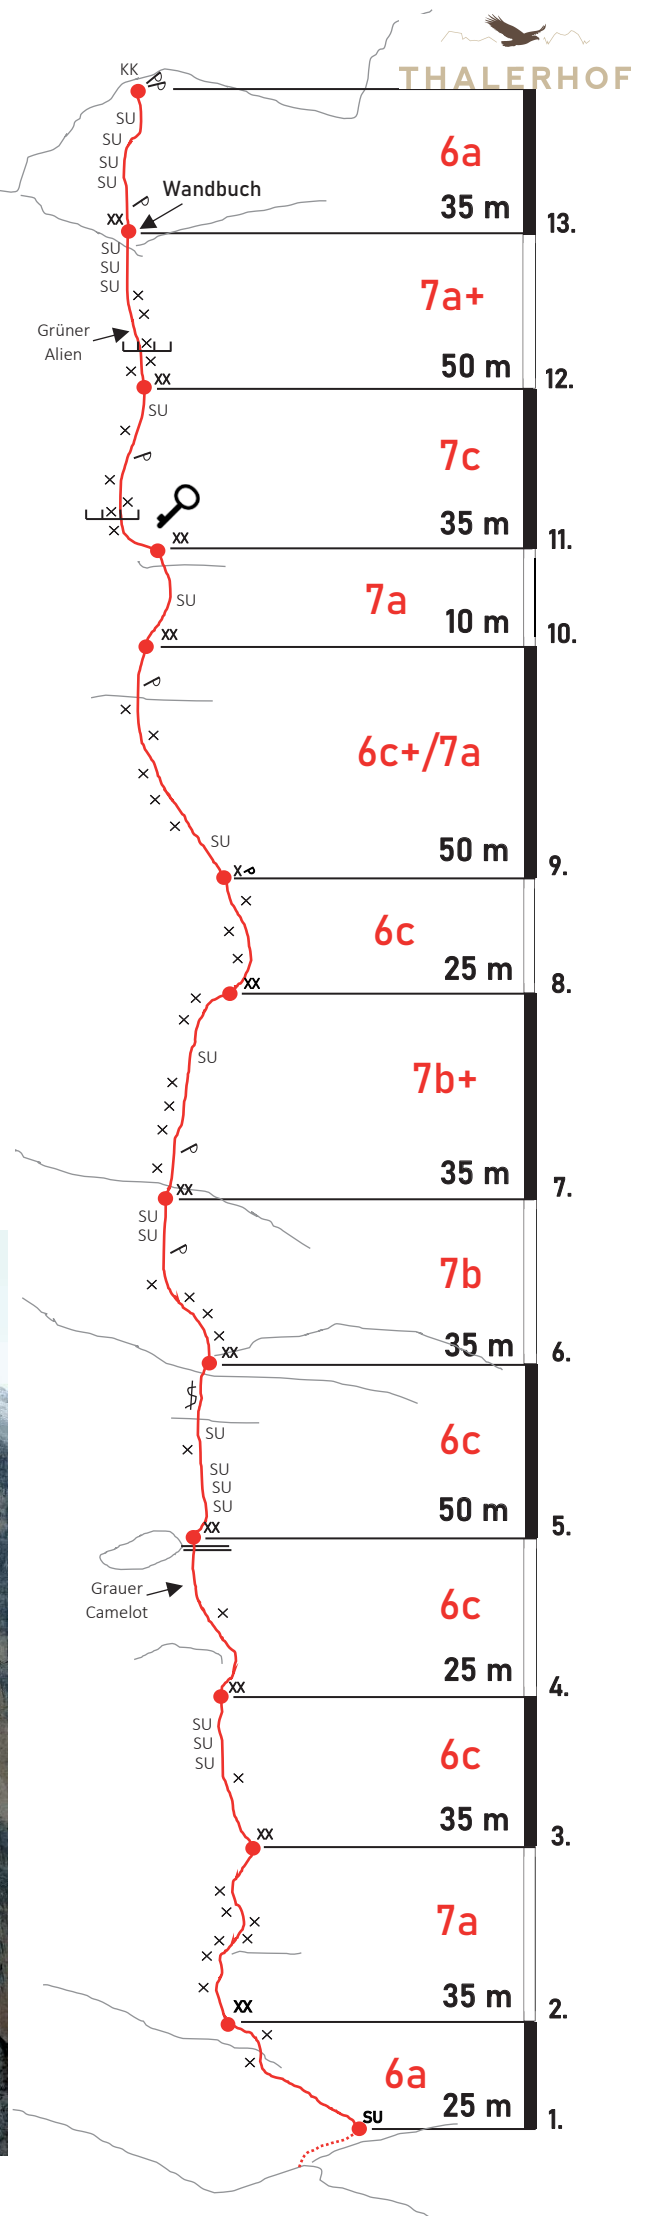 THALERHOF
KK
P
P
SU
SU
6a
SU
SU
Wandbuch
P
35 m
XX
13.
SU
SU
SU
7a+
Grüner
Alien
50 m
XX
12.
SU
7c
P
35 m
XX
11.
7a
SU
10 m
XX
10.
P
6c+/7a
SU
50 m
XP
9.
6c
25 m
XX
8.
SU
7b+
P
35 m
XX
7.
SU
SU
P
7b
35 m
XX
6.
SU
6c
SU
SU
SU
50 m
XX
5.
Grauer
Camelot
6c
25 m
XX
4.
SU
SU
SU
6c
35 m
XX
3.
7a
35 m
XX
2.
6a
25 m
SU
1.